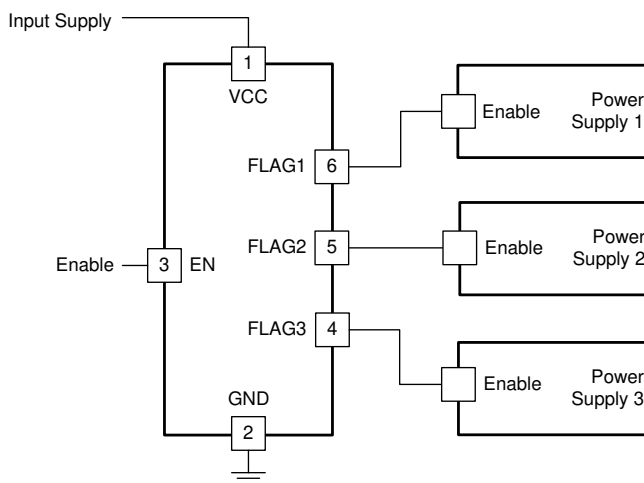 Input Supply
1
VCC
Enable
Power
Supply 1
FLAG1
6
Enable
3
EN
FLAG2
5
Enable
Power
Supply 2
FLAG3
4
Enable
Power
Supply 3
GND
2